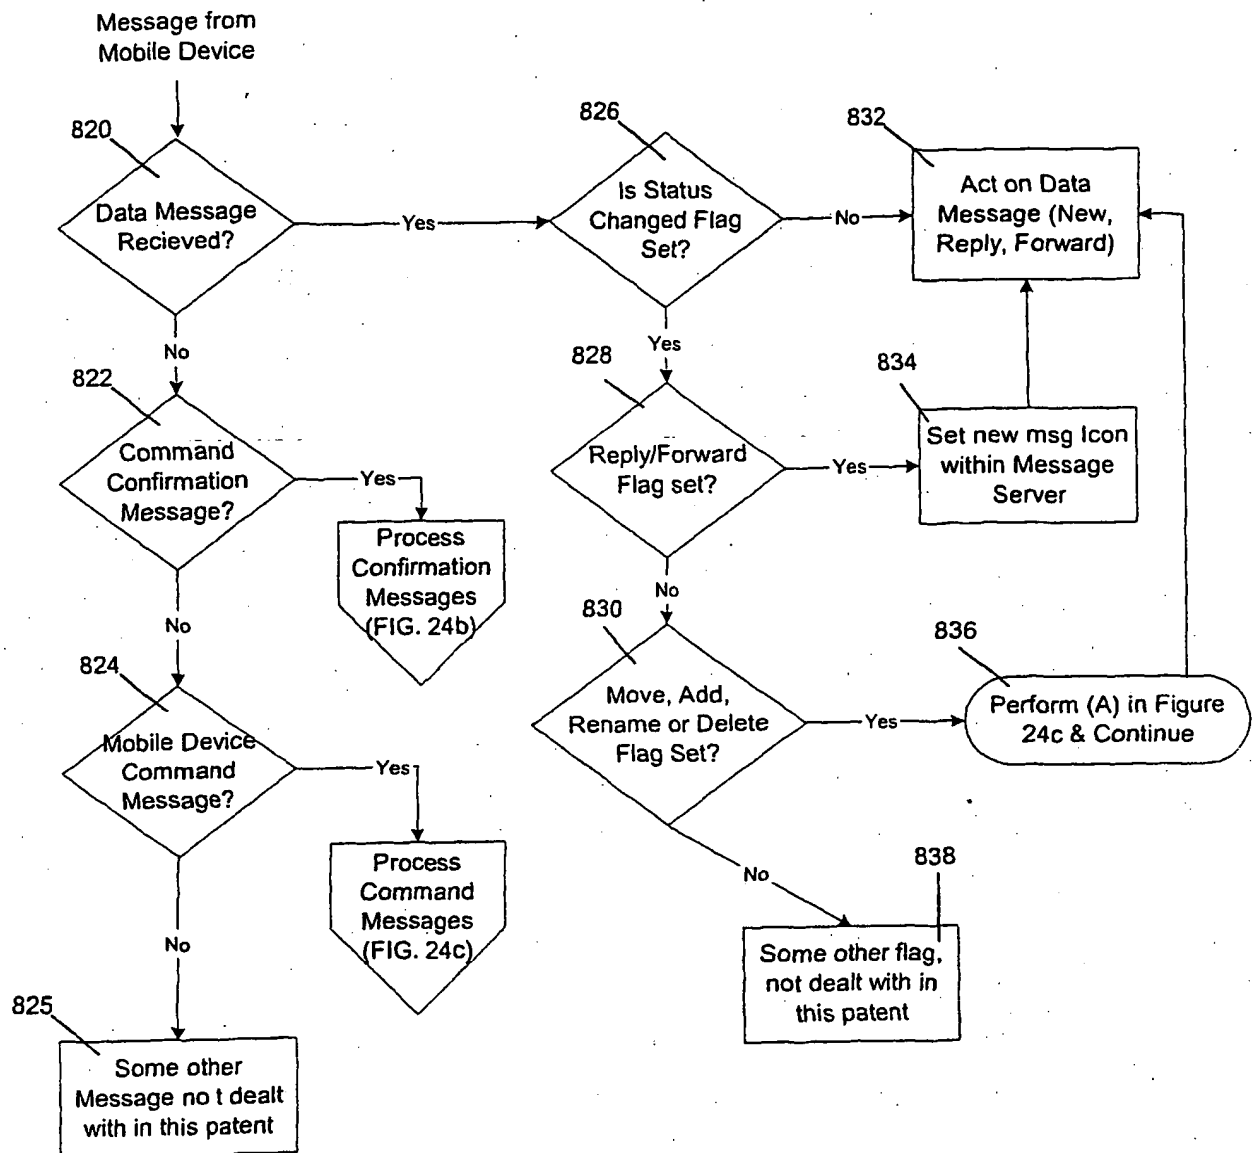 Message from
Mobile Device
820
Data Message
Recieved?
Yes
No
826
Is Status
Changed Flag
Set?
No
Yes
832
Act on Data
Message (New,
Reply, Forward)
822
Command
Confirmation
Message?
Yes
No
Process
Confirmation
Messages
(FIG. 24b)
828
Reply/Forward
Flag set?
Yes
No
834
Set new msg Icon
within Message
Server
824
Mobile Device
Command
Message?
Yes
No
Process
Command
Messages
(FIG. 24c)
830
Move, Add,
Rename or Delete
Flag Set?
Yes
No
836
Perform (A) in Figure
24c & Continue
838
Some other flag,
not dealt with in
this patent
825
Some other
Message no t dealt
with in this patent